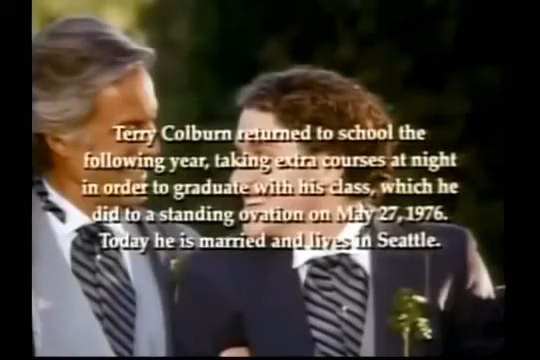 Terry Colburn returned to school the
following year, taking extra courses at night
in order to graduate with his class, which he
did to a standing ovation on May 27, 1976.
Today he is married and lives in Seattle.